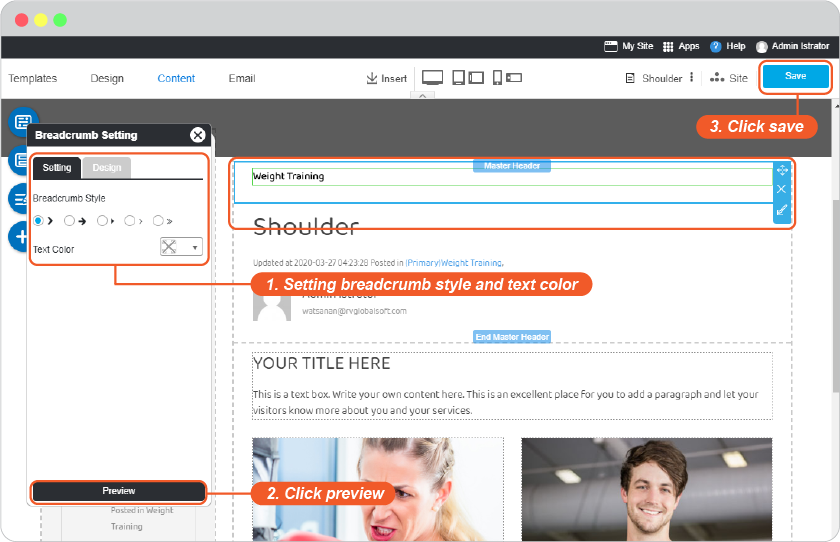 My Site Apps ? Help Admin Istrator
Templates Design Content Email Insert Shoulder Site Save
3. Click save
Breadcrumb Setting
Setting Design
Breadcrumb Style
Text Color
Master Header
Weight Training
Shoulder
Updated at 2020-03-27 04:23:28 Posted in (Primary)Weight Training,
1. Setting breadcrumb style and text color
Admin Istrator
watsanan@rvglobalsoft.com
End Master Header
YOUR TITLE HERE
This is a text box. Write your own content here. This is an excellent place for you to add a paragraph and let your
visitors know more about you and your services.
Preview
2. Click preview
Posted in Weight
Training